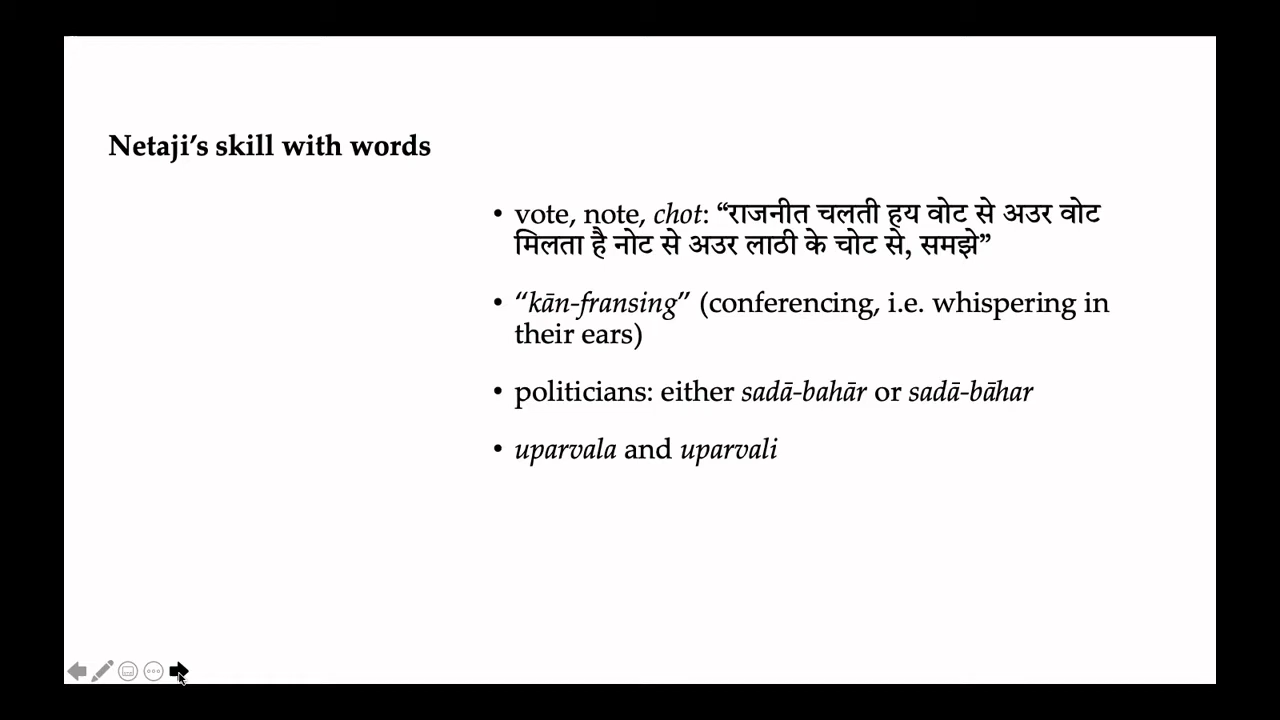 Netaji’s skill with words
• vote, note, chot: “राजनीत चलती हय वोट से अउर वोट
मिलता है नोट से अउर लाठी के चोट से, समझे”
• “kān-fransing” (conferencing, i.e. whispering in
their ears)
• politicians: either sadā-bahār or sadā-bāhar
• uparvala and uparvali